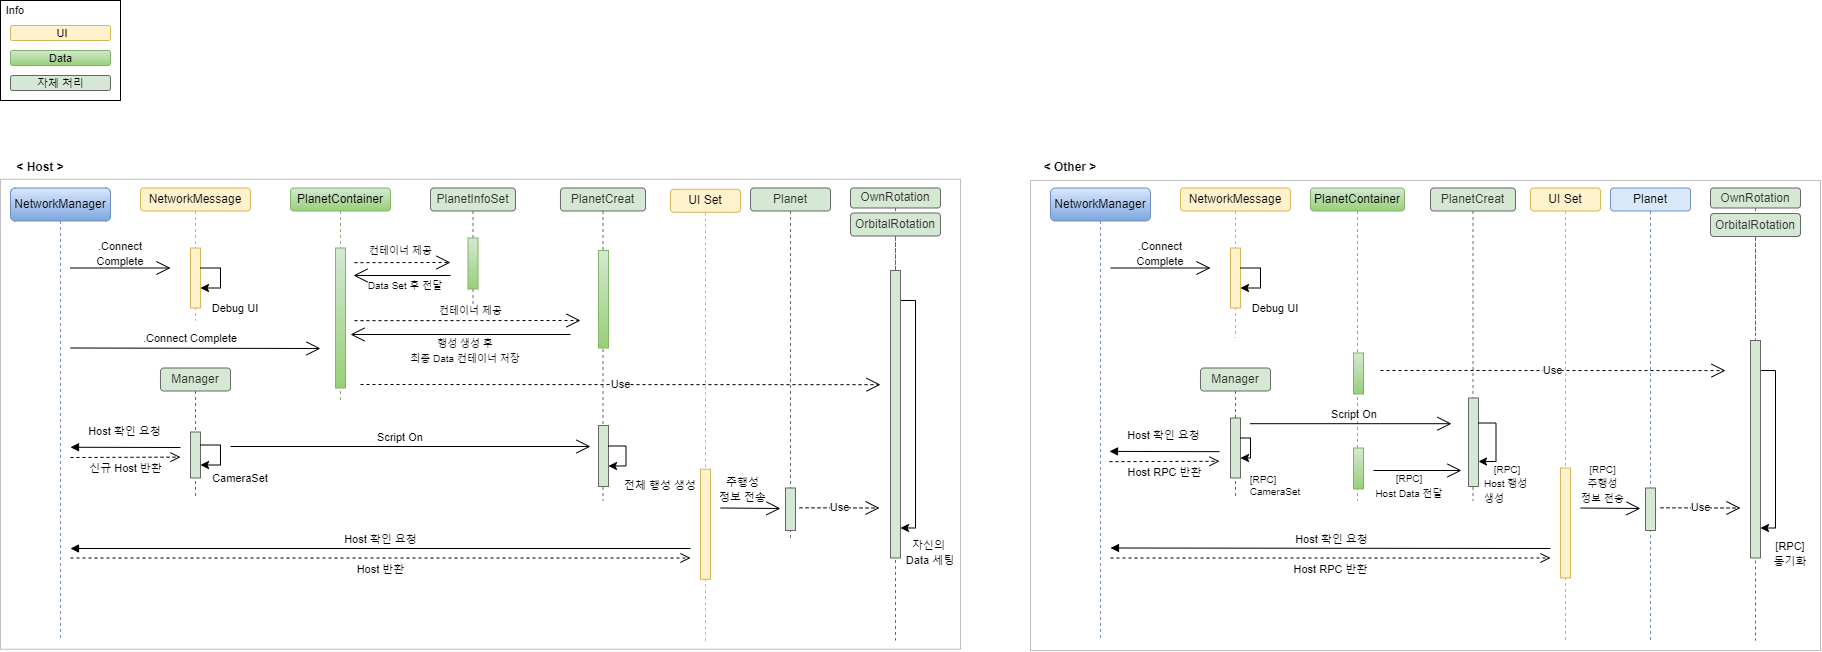 Info
UI
Data
자체 처리
< Host >
NetworkManager
NetworkMessage
PlanetContainer
PlanetInfoSet
PlanetCreat
UI Set
Planet
OwnRotation
OrbitalRotation
.Connect
Complete
Debug UI
컨테이너 제공
Data Set 후 전달
컨테이너 제공
.Connect Complete
행성 생성 후
최종 Data 컨테이너 저장
Manager
Use
Host 확인 요청
신규 Host 반환
CameraSet
Script On
전체 행성 생성
주행성
정보 전송
Use
Host 확인 요청
Host 반환
자신의
Data 세팅
< Other >
NetworkManager
NetworkMessage
PlanetContainer
PlanetCreat
UI Set
Planet
OwnRotation
OrbitalRotation
.Connect
Complete
Debug UI
Use
Manager
Script On
Host 확인 요청
Host RPC 반환
[RPC]
CameraSet
[RPC]
Host Data 전달
[RPC]
Host 행성
생성
[RPC]
주행성
정보 전송
Use
Host 확인 요청
Host RPC 반환
[RPC]
동기화